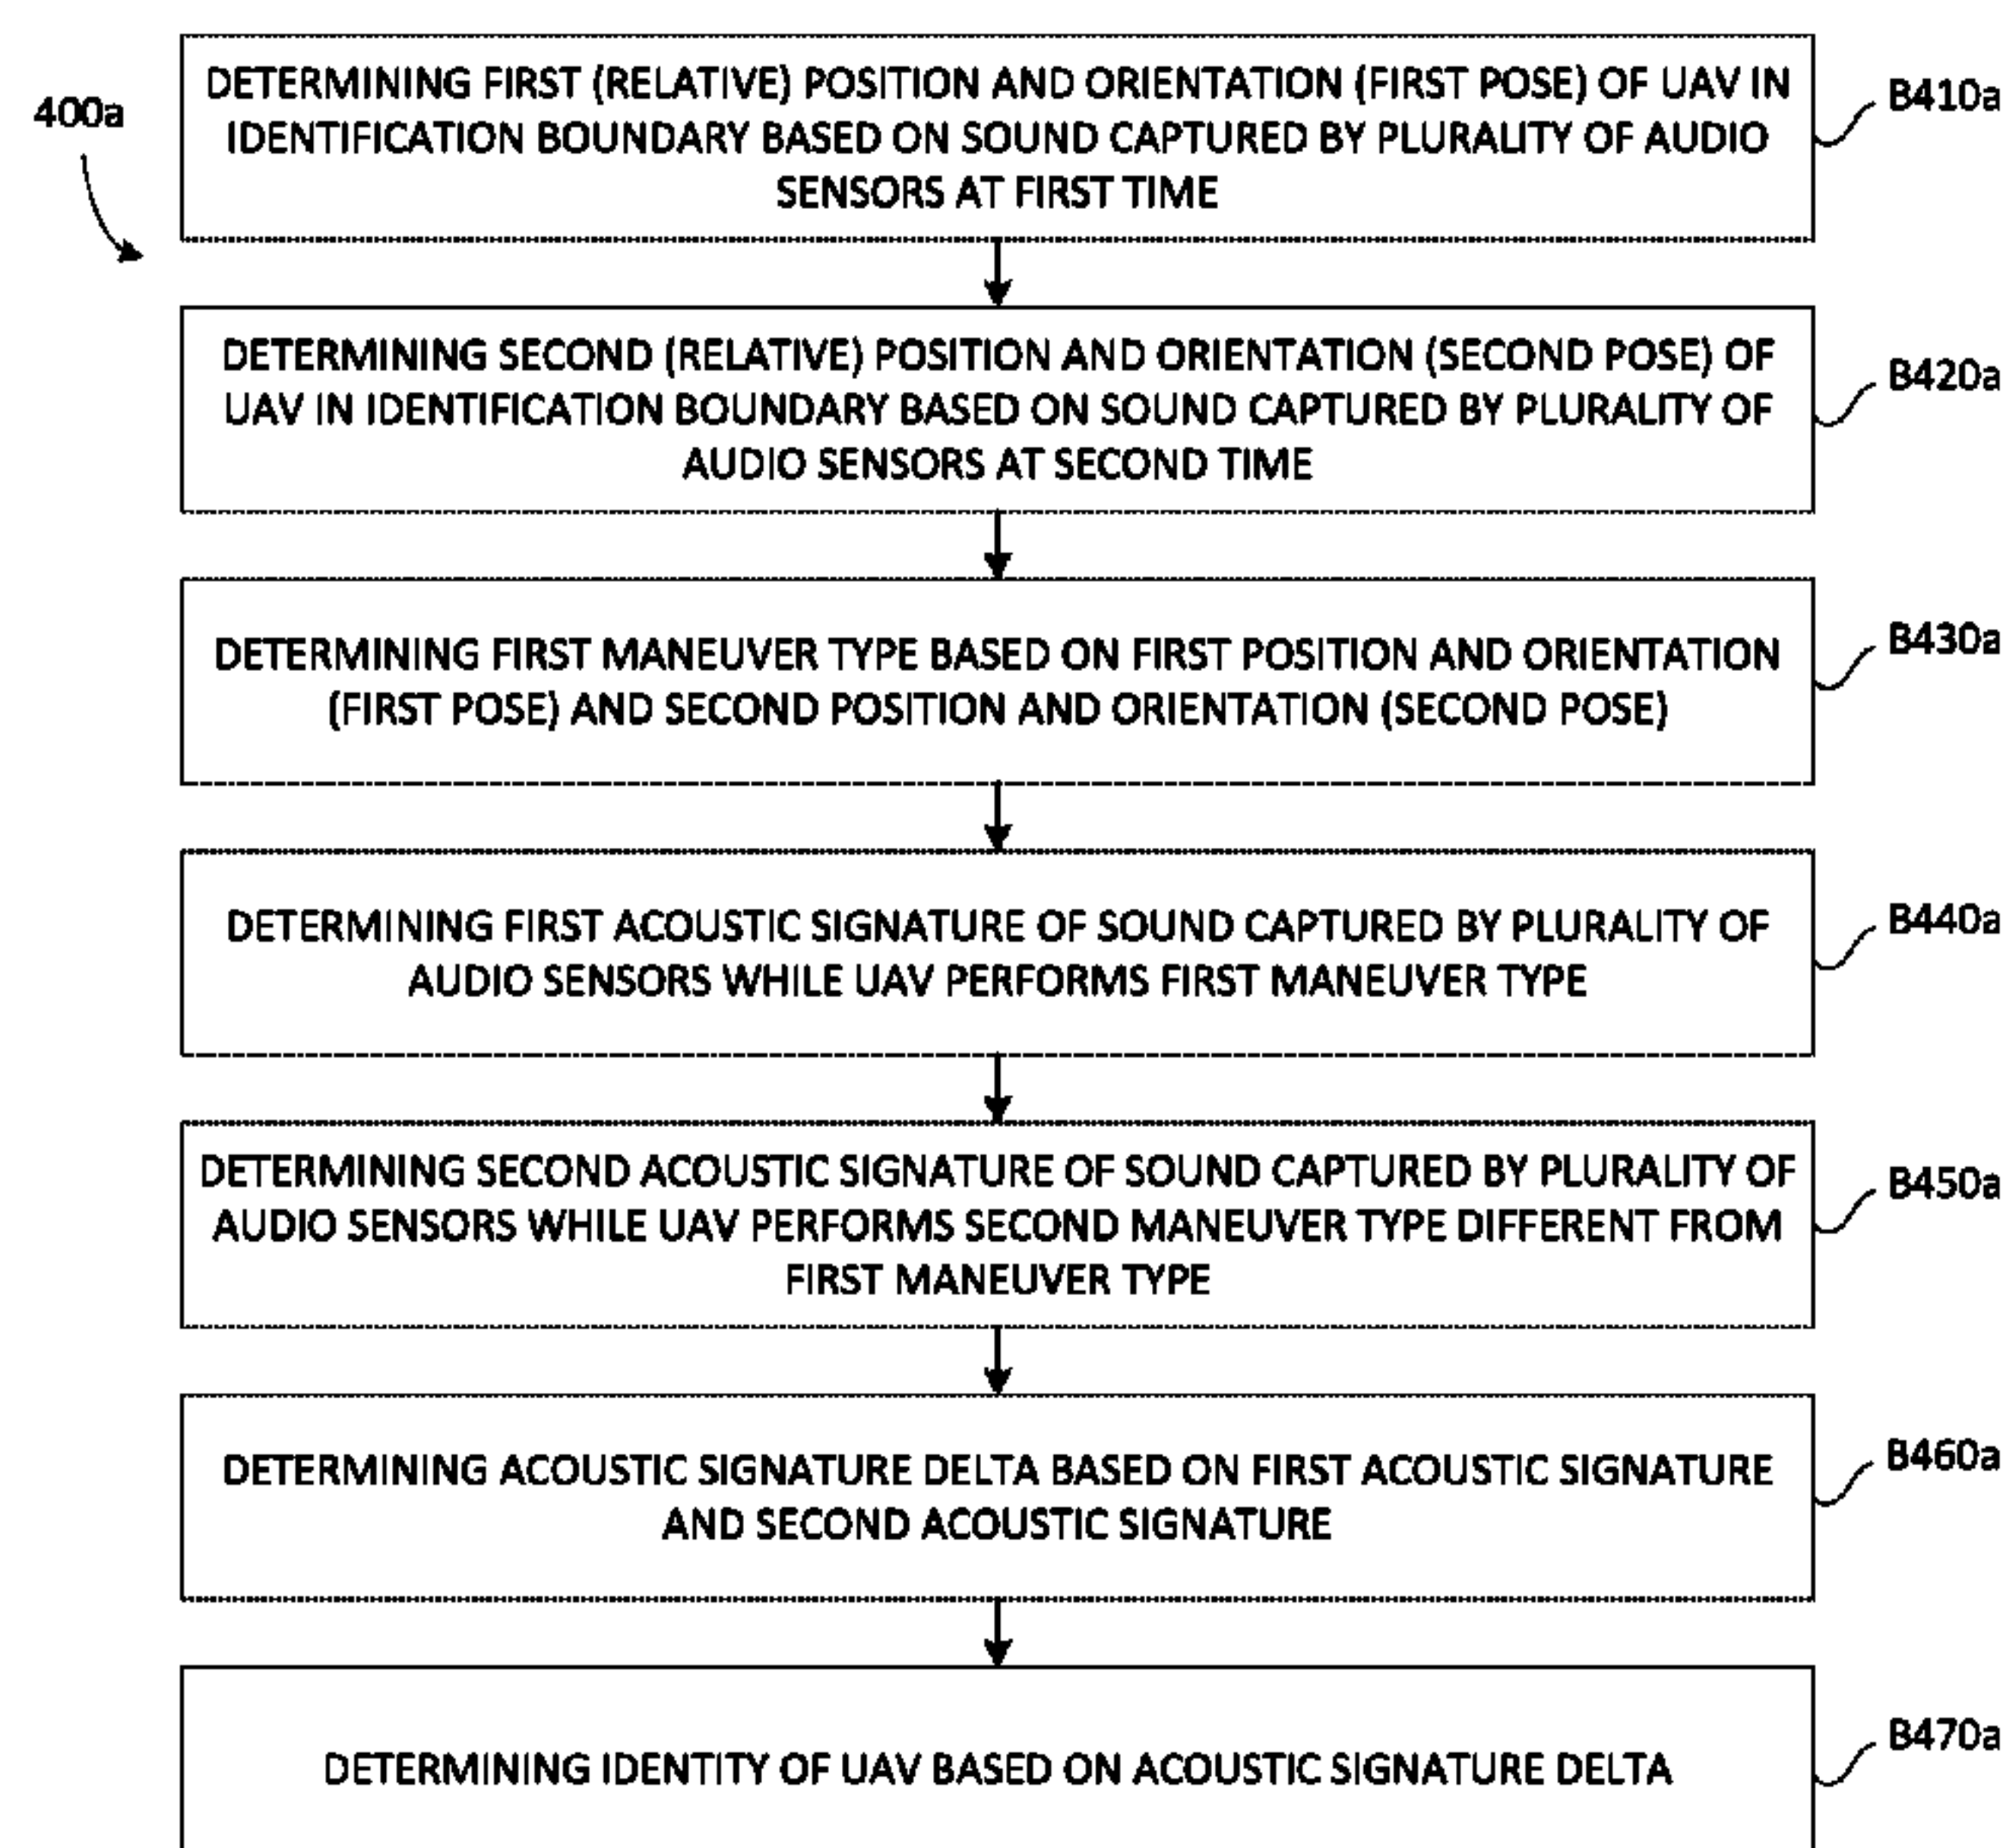 400a
DETERMINING FIRST (RELATIVE) POSITION AND ORIENTATION (FIRST POSE) OF UAV IN
IDENTIFICATION BOUNDARY BASED ON SOUND CAPTURED BY PLURALITY OF AUDIO
SENSORS AT FIRST TIME
B410a
DETERMINING SECOND (RELATIVE) POSITION AND ORIENTATION (SECOND POSE) OF
UAV IN IDENTIFICATION BOUNDARY BASED ON SOUND CAPTURED BY PLURALITY OF
AUDIO SENSORS AT SECOND TIME
B420a
DETERMINING FIRST MANEUVER TYPE BASED ON FIRST POSITION AND ORIENTATION
(FIRST POSE) AND SECOND POSITION AND ORIENTATION (SECOND POSE)
B430a
DETERMINING FIRST ACOUSTIC SIGNATURE OF SOUND CAPTURED BY PLURALITY OF
AUDIO SENSORS WHILE UAV PERFORMS FIRST MANEUVER TYPE
B440a
DETERMINING SECOND ACOUSTIC SIGNATURE OF SOUND CAPTURED BY PLURALITY OF
AUDIO SENSORS WHILE UAV PERFORMS SECOND MANEUVER TYPE DIFFERENT FROM
FIRST MANEUVER TYPE
B450a
DETERMINING ACOUSTIC SIGNATURE DELTA BASED ON FIRST ACOUSTIC SIGNATURE
AND SECOND ACOUSTIC SIGNATURE
B460a
DETERMINING IDENTITY OF UAV BASED ON ACOUSTIC SIGNATURE DELTA
B470a